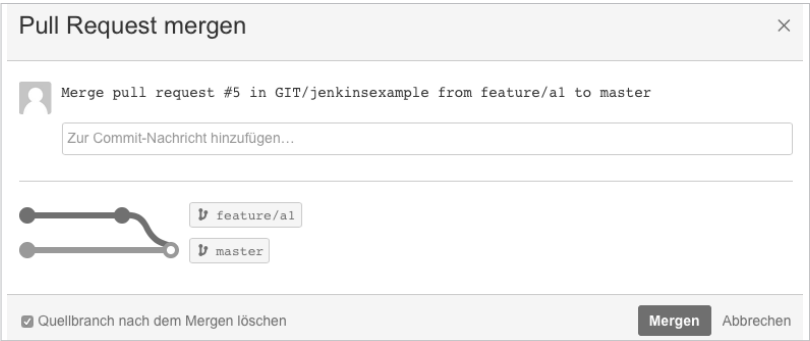 Pull Request mergen
Merge pull request #5 in GIT/jenkinsexample from feature/a1 to master
Zur Commit-Nachricht hinzufügen...
feature/a1
master
Quellbranch nach dem Mergen löschen
Mergen Abbrechen